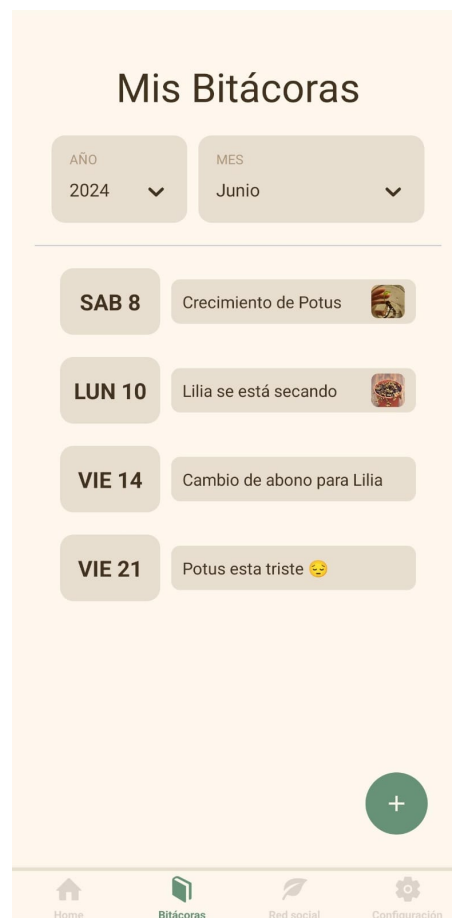 Mis Bitácoras
AÑO
2024
MES
Junio
SAB 8
Crecimiento de Potus
LUN 10
Lilia se está secando
VIE 14
Cambio de abono para Lilia
VIE 21
Potus esta triste 😔
+
Home
Bitácoras
Red social
Configuración